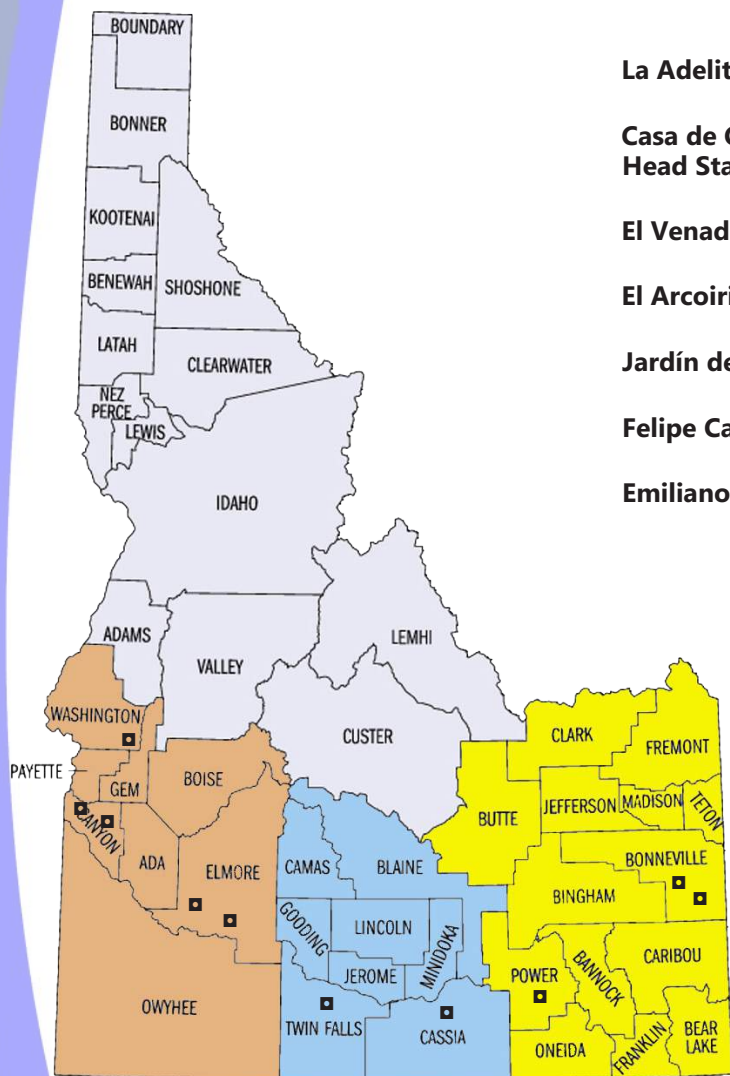 BOUNDARY
BONNER
KOOTENAI
BENEWAH
SHOSHONE
LATAH
CLEARWATER
NEZ
PERCE
LEWIS
IDAHO
LEMHI
ADAMS
VALLEY
WASHINGTON
CUSTER
CLARK
FREMONT
PAYETTE
GEM
BOISE
BUTTE
JEFFERSON
MADISON
TETON
CANYON
ADA
ELMORE
CAMAS
BLAINE
BONNEVILLE
BINGHAM
GOODING
LINCOLN
MINIDOKA
JEROME
POWER
BANNOCK
CARIBOU
OWYHEE
TWIN FALLS
CASSIA
ONEIDA
FRANKLIN
BEAR
LAKE
La Adelit
Casa de
Head Sta
El Venad
El Arcoiri
Jardín de
Felipe Ca
Emiliano